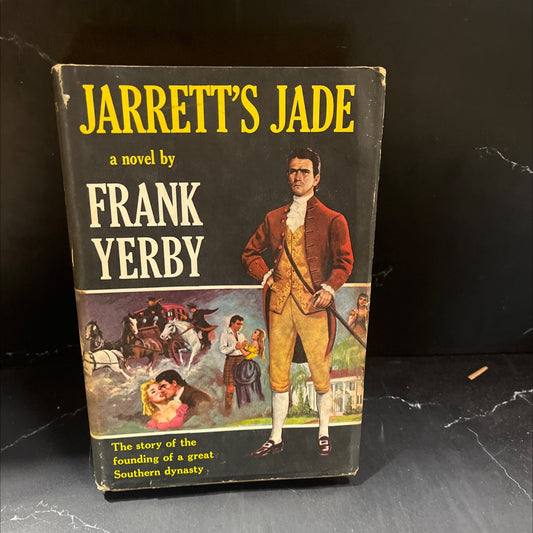 JARRETT'S JADE
a novel by
FRANK
YERBY
The story of the
founding of a great
Southern dynasty